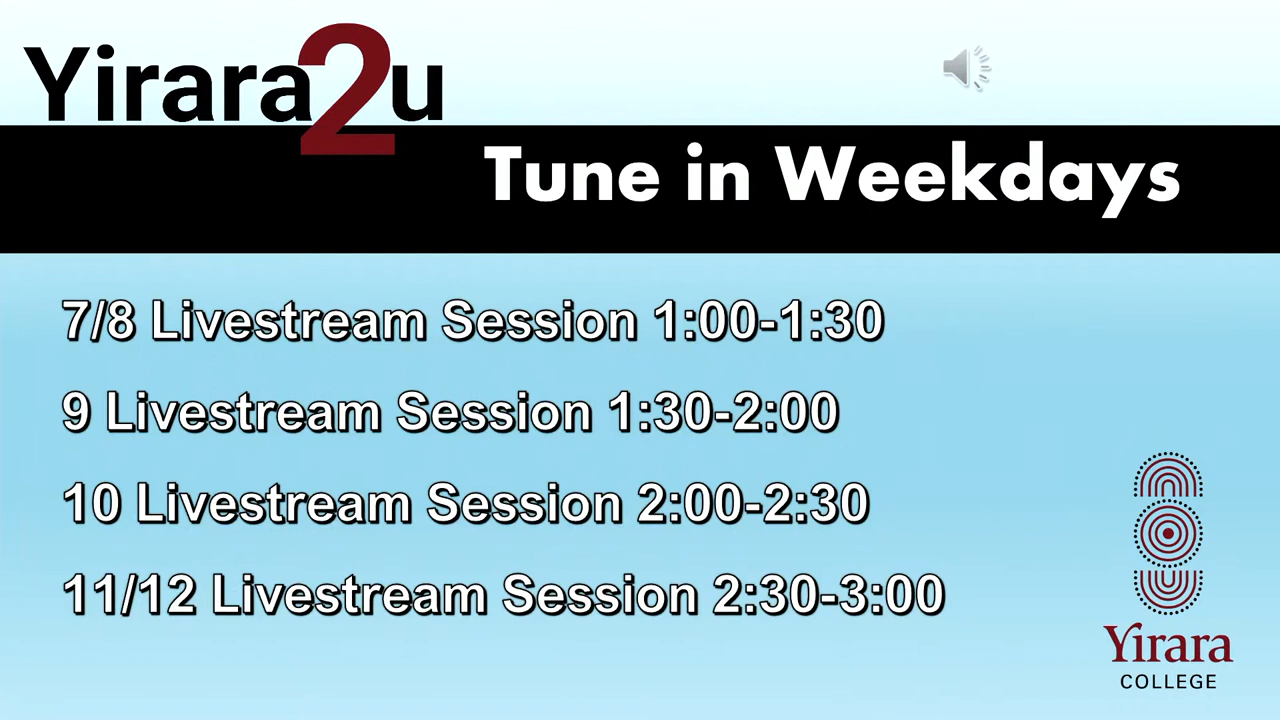 Yirara2u
Tune in Weekdays
7/8 Livestream Session 1:00-1:30
9 Livestream Session 1:30-2:00
10 Livestream Session 2:00-2:30
11/12 Livestream Session 2:30-3:00
Yirara
COLLEGE